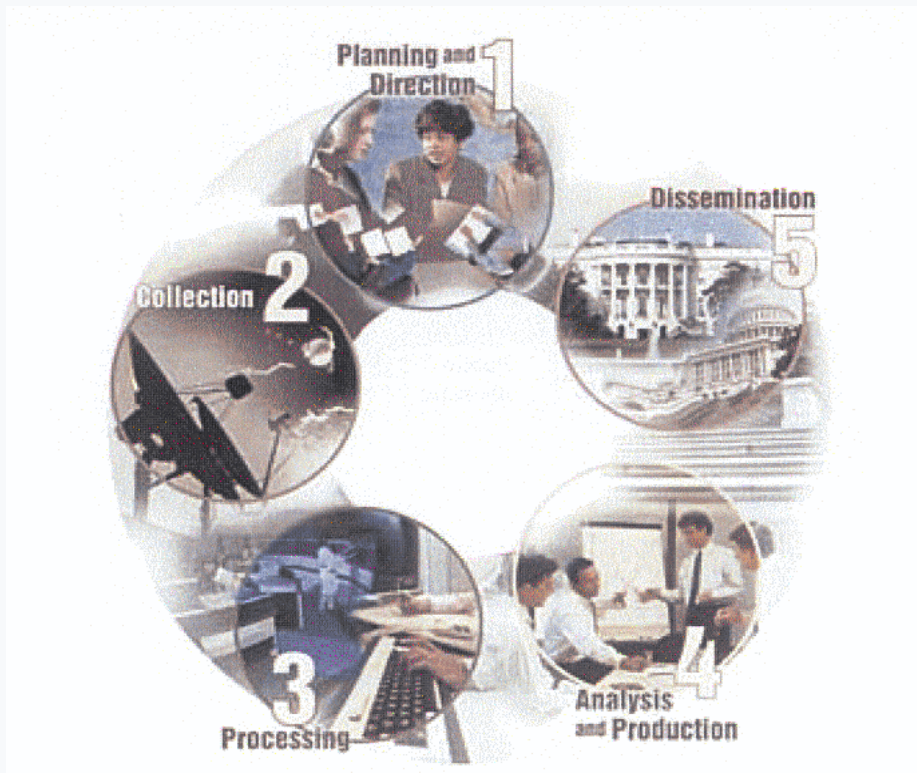 Planning and
Direction
1
Collection
2
3
Processing
4
Analysis
and Production
Dissemination
5